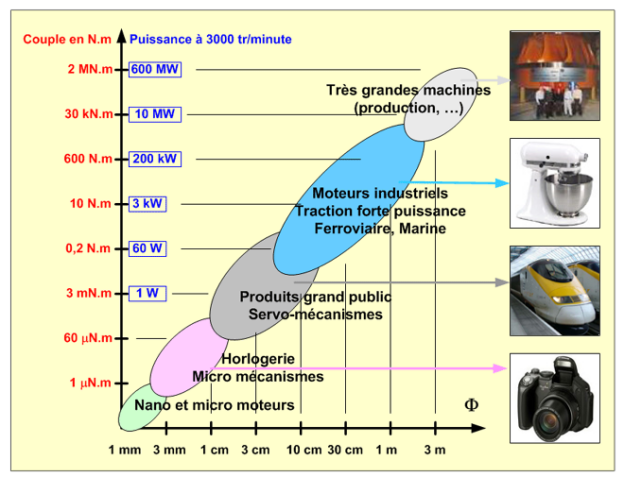 Couple en N.m
Puissance à 3000 tr/minute
2 MN.m
600 MW
Très grandes machines
(production, …)
30 kN.m
10 MW
600 N.m
200 kW
Moteurs industriels
Traction forte puissance
Ferroviaire, Marine
10 N.m
3 kW
0,2 N.m
60 W
3 mN.m
1 W
Produits grand public
Servo-mécanismes
60 µN.m
Horlogerie
Micro mécanismes
1 µN.m
Nano et micro moteurs
Φ
1 mm 3 mm 1 cm 3 cm 10 cm 30 cm 1 m 3 m